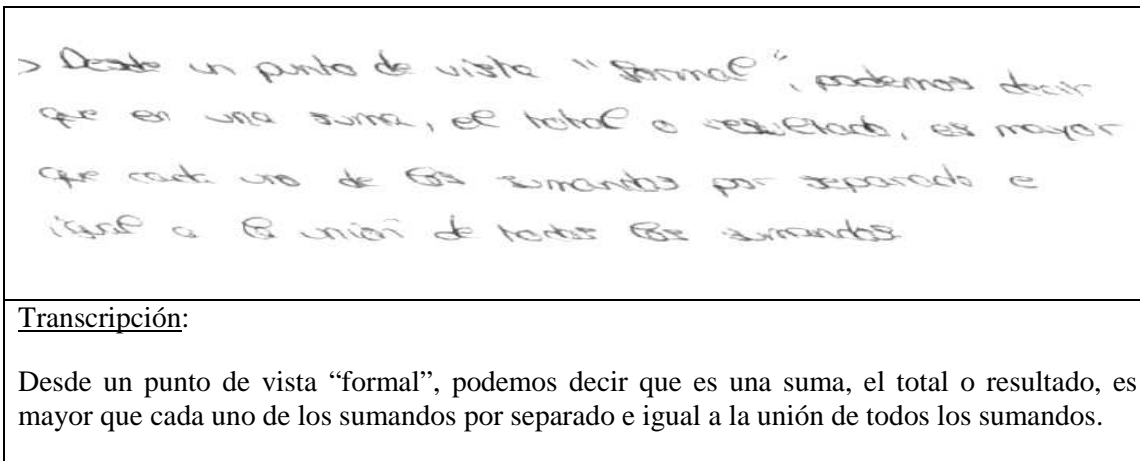 > Desde un punto de vista "formal", podemos decir
que en una suma, el total o resultado, es mayor
que cada uno de los sumandos por separado e
igual a la unión de todos los sumandos
Transcripción:
Desde un punto de vista “formal”, podemos decir que es una suma, el total o resultado, es
mayor que cada uno de los sumandos por separado e igual a la unión de todos los sumandos.